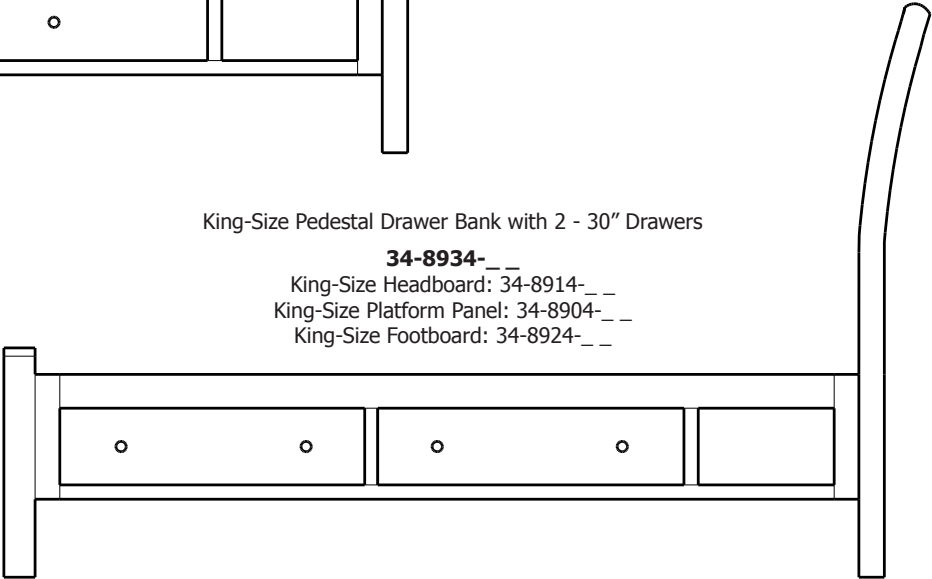 King-Size Pedestal Drawer Bank with 2 - 30” Drawers
34-8934-_ _
King-Size Headboard: 34-8914-_ _
King-Size Platform Panel: 34-8904-_ _
King-Size Footboard: 34-8924-_ _